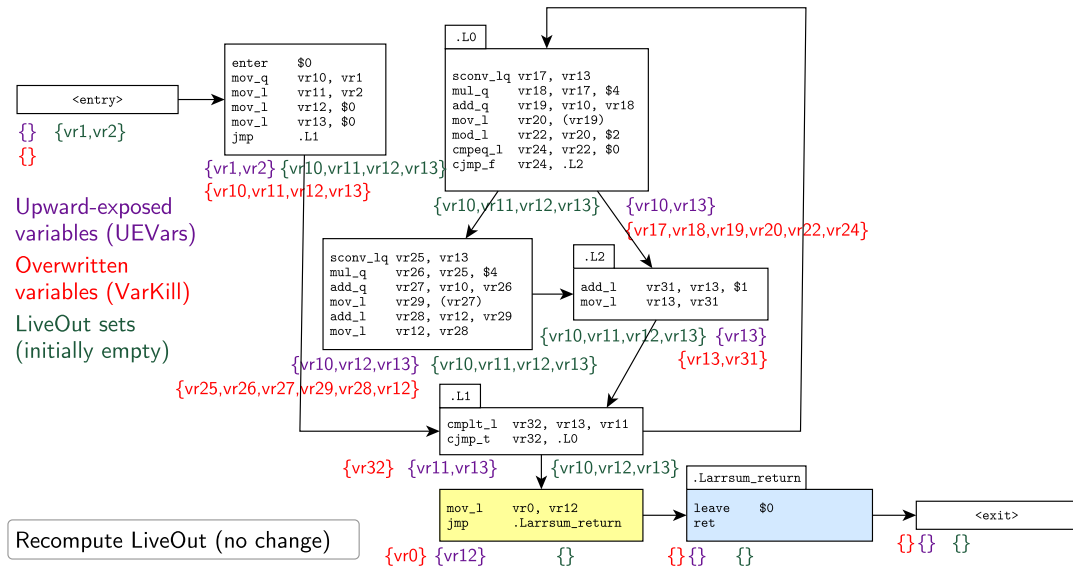 .L0
enter $0
mov_q vr10, vr1
mov_l vr11, vr2
mov_l vr12, $0
mov_l vr13, $0
jmp .L1
sconv_lq vr17, vr13
mul_q vr18, vr17, $4
add_q vr19, vr10, vr18
mov_l vr20, (vr19)
mod_l vr22, vr20, $2
cmpeq_l vr24, vr22, $0
cjmp_f vr24, .L2
<entry>
{} {vr1,vr2}
{}
{vr1,vr2} {vr10,vr11,vr12,vr13}
{vr10,vr11,vr12,vr13}
{vr10,vr11,vr12,vr13} {vr10,vr13}
{vr17,vr18,vr19,vr20,vr22,vr24}
Upward-exposed
variables (UEVars)
Overwritten
variables (VarKill)
LiveOut sets
(initially empty)
sconv_lq vr25, vr13
mul_q vr26, vr25, $4
add_q vr27, vr10, vr26
mov_l vr29, (vr27)
add_l vr28, vr12, vr29
mov_l vr12, vr28
.L2
add_l vr31, vr13, $1
mov_l vr13, vr31
{vr10,vr11,vr12,vr13} {vr13}
{vr13,vr31}
{vr10,vr12,vr13} {vr10,vr11,vr12,vr13}
{vr25,vr26,vr27,vr29,vr28,vr12}
.L1
cmplt_l vr32, vr13, vr11
cjmp_t vr32, .L0
{vr32} {vr11,vr13} {vr10,vr12,vr13}
.Larrsum_return
mov_l vr0, vr12
jmp .Larrsum_return
leave $0
ret
<exit>
{vr0} {vr12} {}
{} {} {}
{} {} {}
Recompute LiveOut (no change)